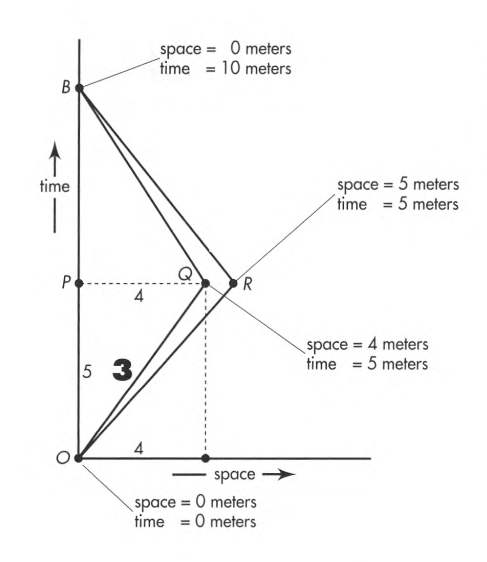 space = 0 meters
time = 10 meters
B
time
space = 5 meters
time = 5 meters
P
Q
R
4
space = 4 meters
time = 5 meters
5
3
4
O
space
space = 0 meters
time = 0 meters